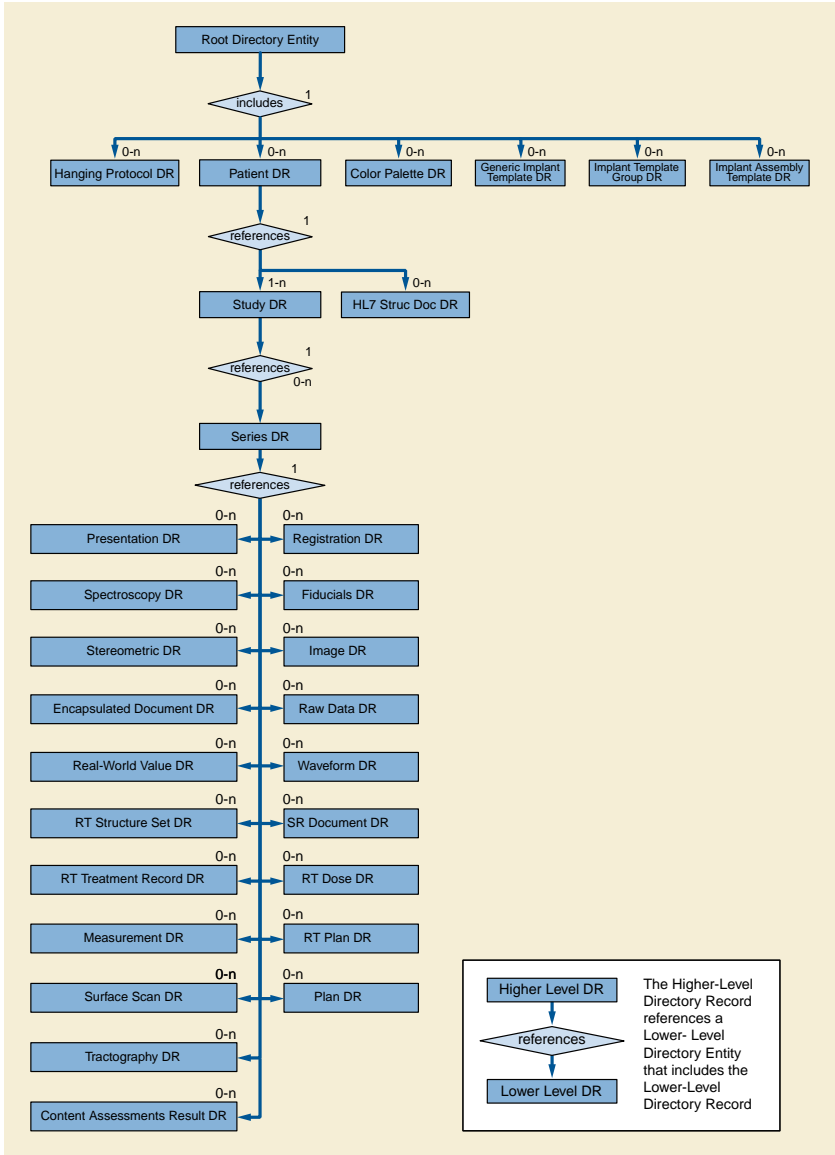 Root Directory Entity
1
includes
0-n 0-n 0-n 0-n 0-n 0-n
Hanging Protocol DR
Patient DR
Color Palette DR
Generic Implant
Template DR
Implant Template
Group DR
Implant Assembly
Template DR
1
references
1-n 0-n
Study DR
HL7 Struc Doc DR
1
references
0-n
Series DR
1
references
0-n 0-n
Presentation DR
Registration DR
0-n 0-n
Spectroscopy DR
Fiducials DR
0-n 0-n
Stereometric DR
Image DR
0-n 0-n
Encapsulated Document DR
Raw Data DR
0-n 0-n
Real-World Value DR
Waveform DR
0-n 0-n
RT Structure Set DR
SR Document DR
0-n 0-n
RT Treatment Record DR
RT Dose DR
0-n 0-n
Measurement DR
RT Plan DR
0-n 0-n
Surface Scan DR
Plan DR
0-n
Tractography DR
0-n
Content Assessments Result DR
Higher Level DR
references
Lower Level DR
The Higher-Level
Directory Record
references a
Lower- Level
Directory Entity
that includes the
Lower-Level
Directory Record